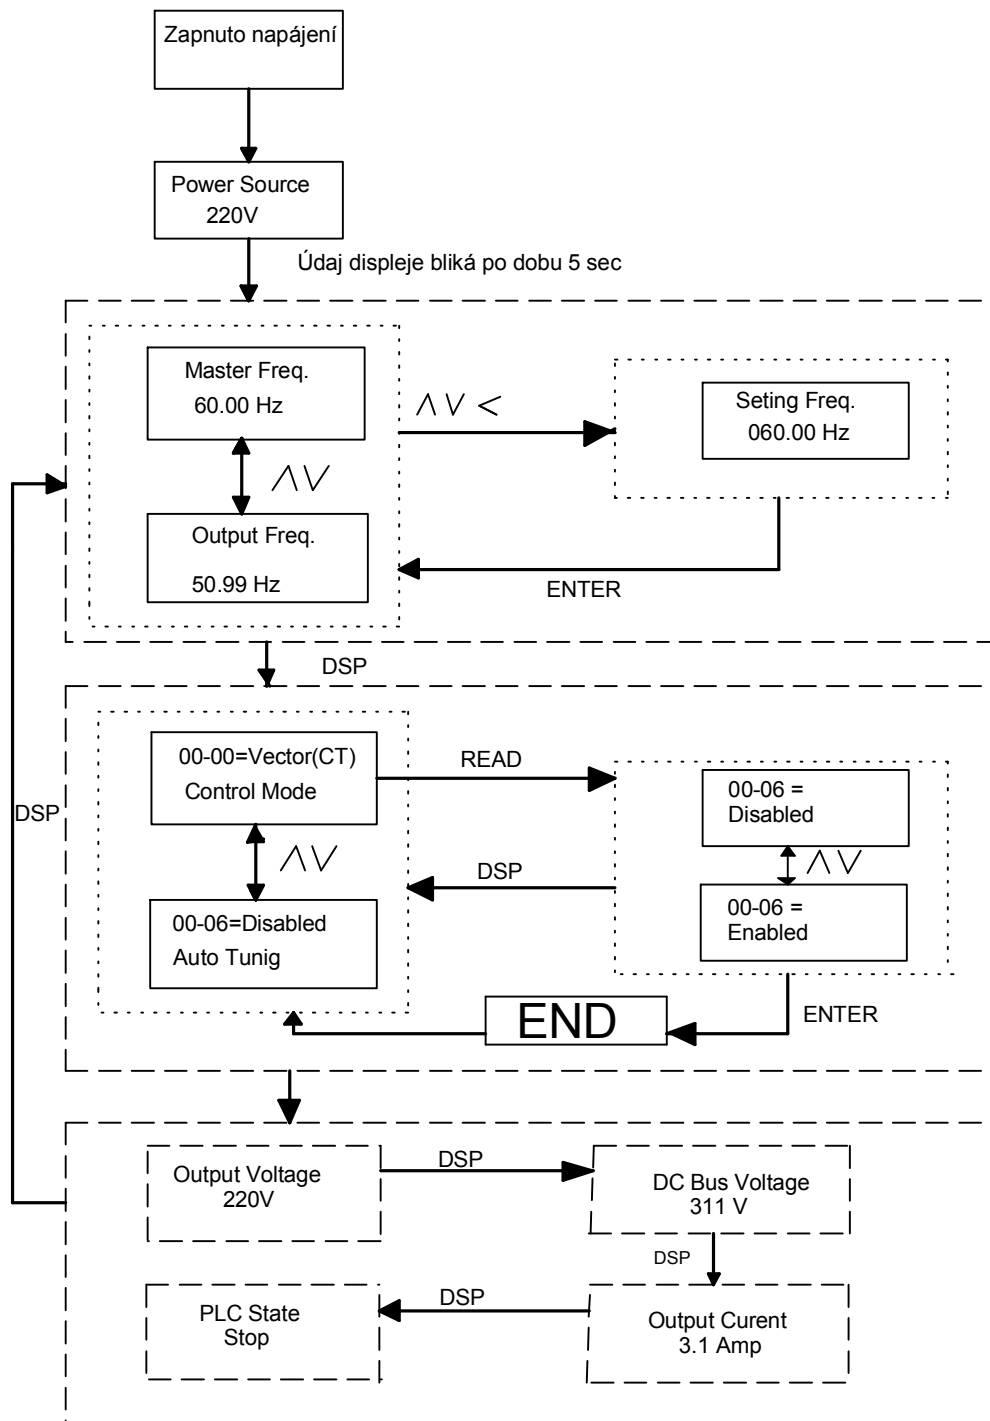 Zapnuto napájení
Power Source
220V
Údaj displeje bliká po dobu 5 sec
Master Freq.
60.00 Hz
Seting Freq.
060.00 Hz
Output Freq.
50.99 Hz
ENTER
DSP
00-00=Vector(CT)
Control Mode
READ
00-06 =
Disabled
DSP
DSP
00-06=Disabled
Auto Tunig
00-06 =
Enabled
END
ENTER
Output Voltage
220V
DSP
DC Bus Voltage
311 V
DSP
PLC State
Stop
DSP
Output Curent
3.1 Amp